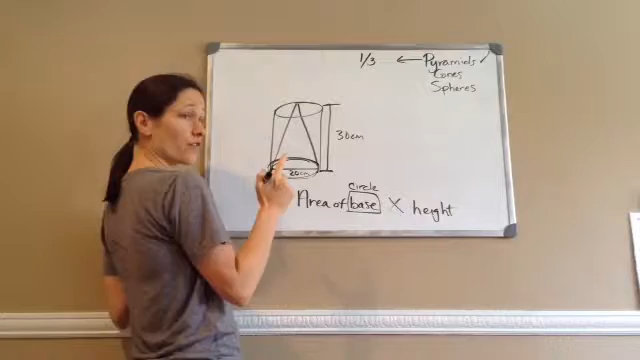 1/3 ← Pyramids
Cones
Spheres
30cm
20cm
Circle
Area of base X height